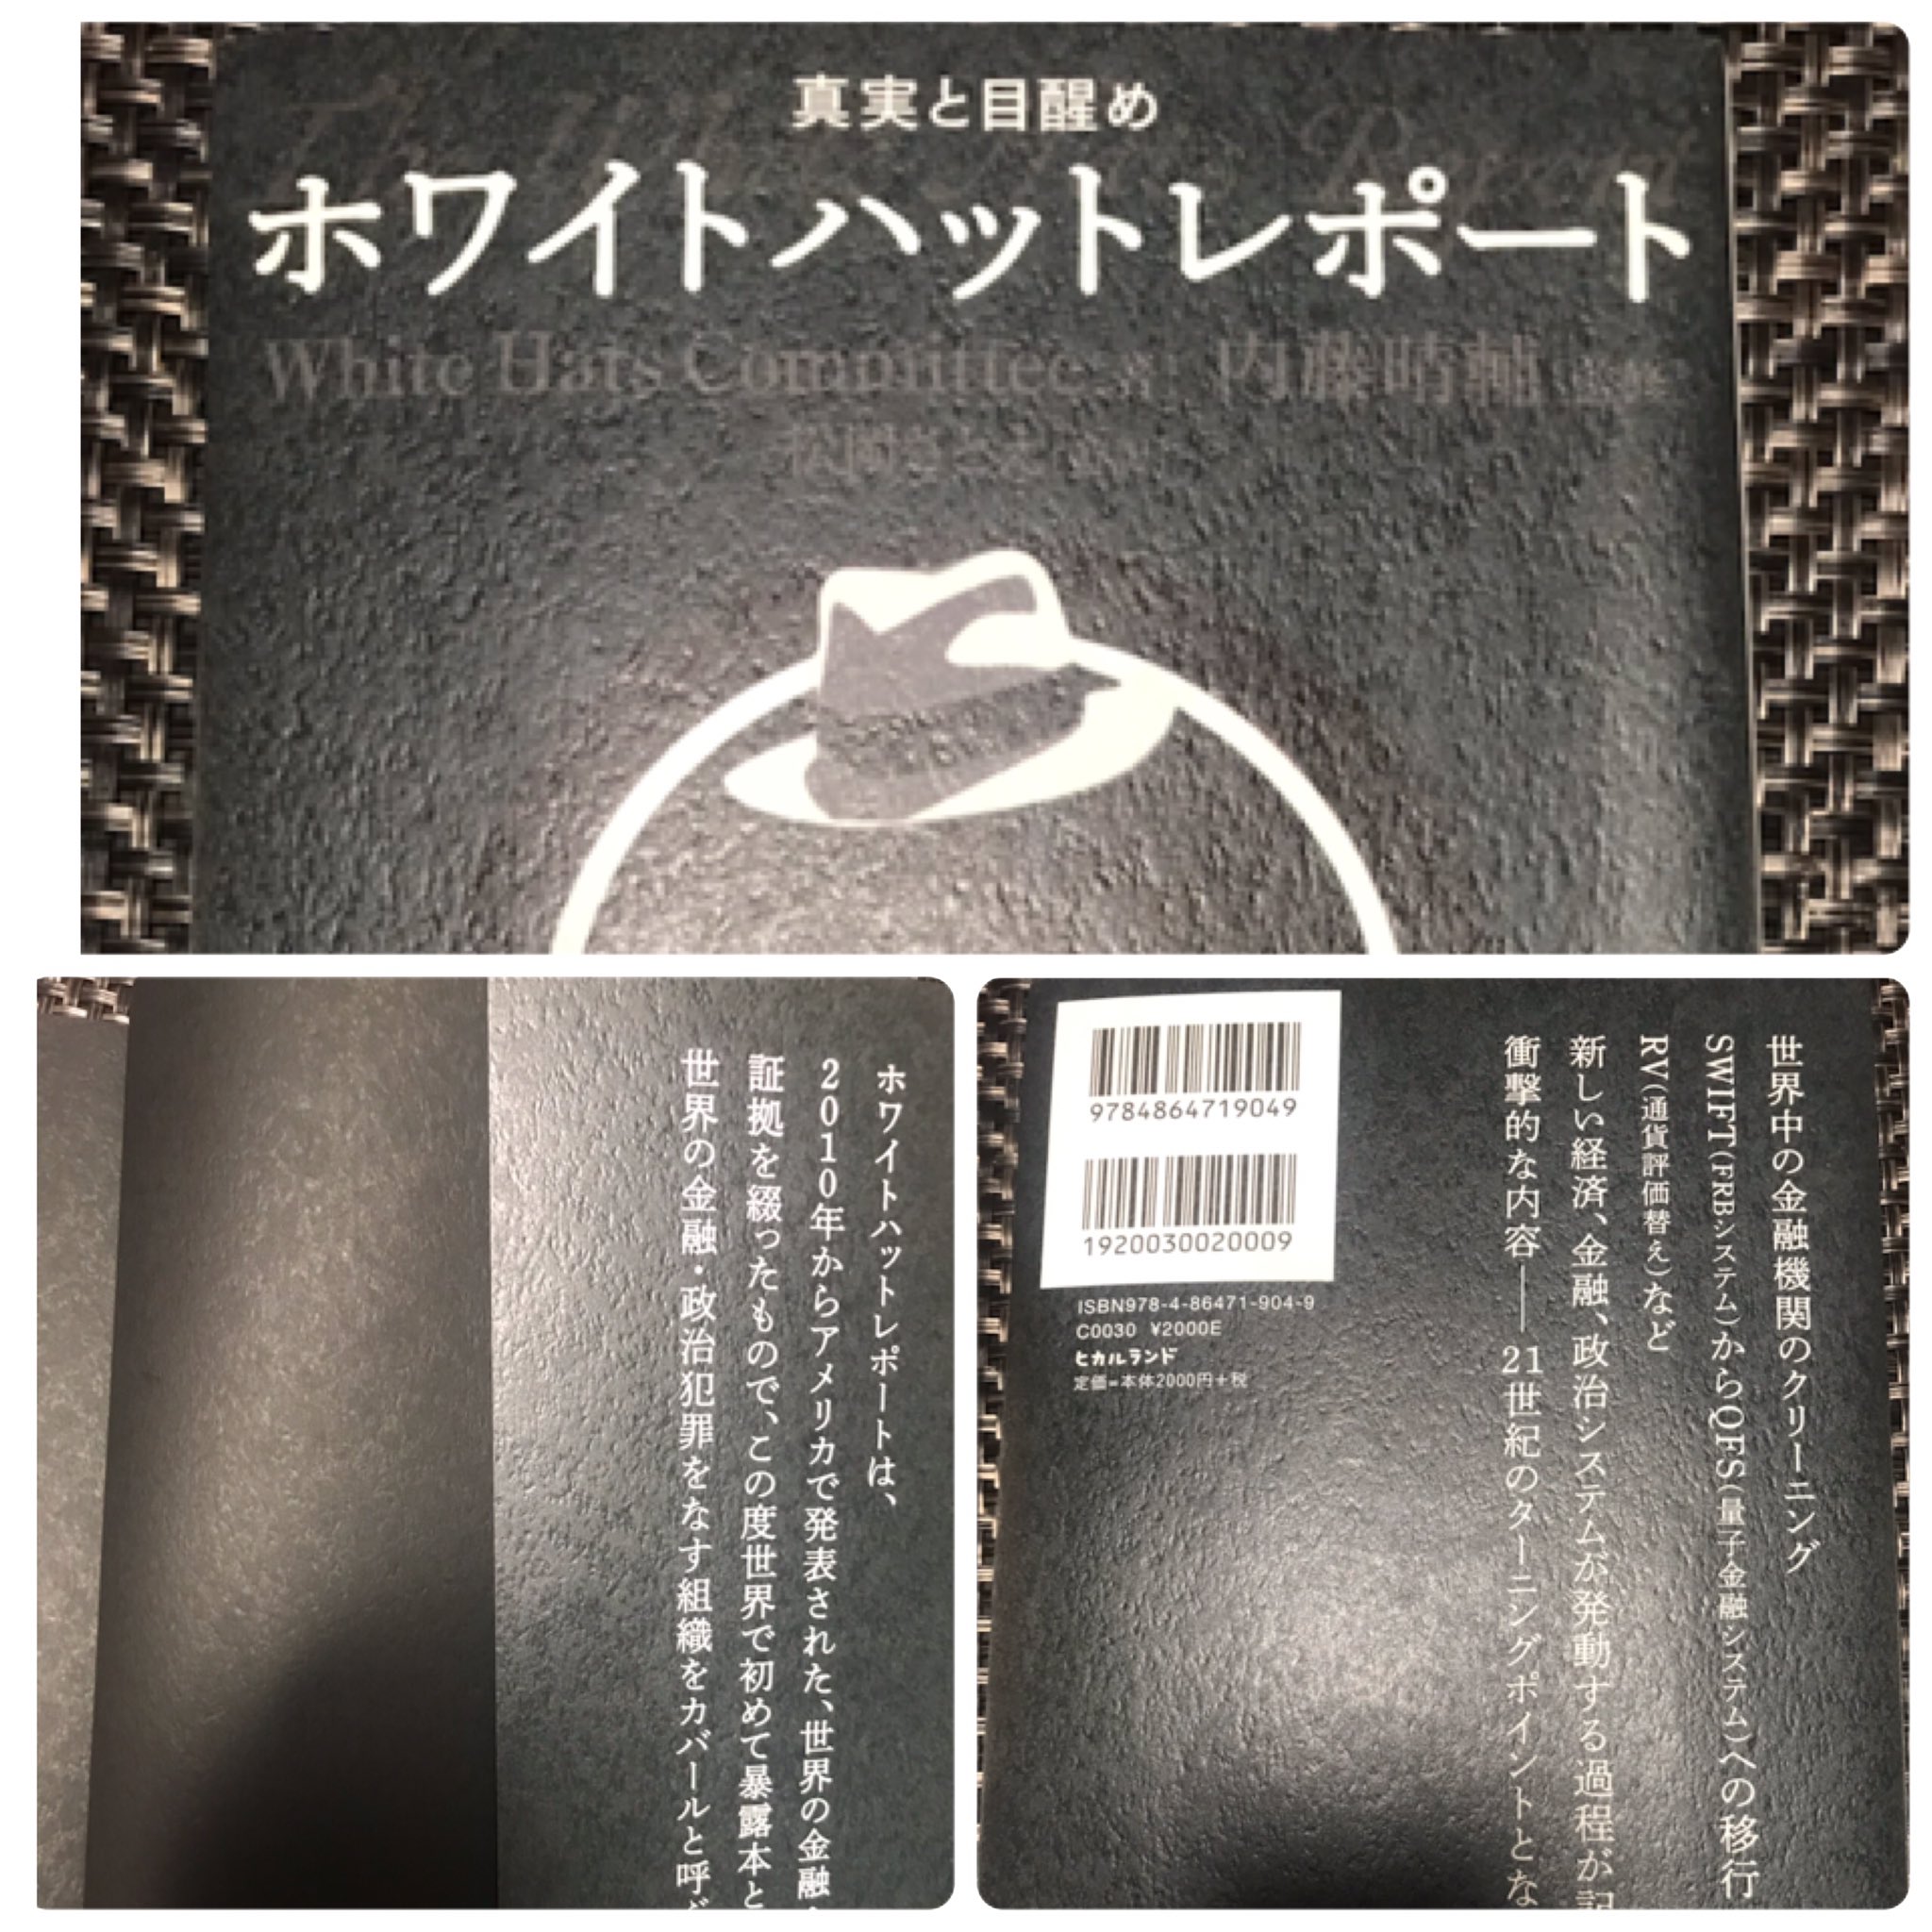 真実と目醒め
ホワイトハットレポート
White Hats Committee 著 内藤晴輔
ホワイトハットレポートは、
2010年からアメリカで発表された、世界の金融・
証拠を綴ったもので、この度世界で初めて暴露本と
世界の金融・政治犯罪をなす組織をカバールと呼
世界中の金融機関のクリーニング
SWIFT(FRBシステム)からQFS(量子金融システム)への移行
RV(通貨評価替え)など
新しい経済、金融、政治システムが発動する過程が記
衝撃的な内容――21世紀のターニングポイントとな
9784864719049
1920030020009
ISBN978-4-86471-904-9
C0030 ¥2000E
ヒカルランド
定価=本体2000円+税